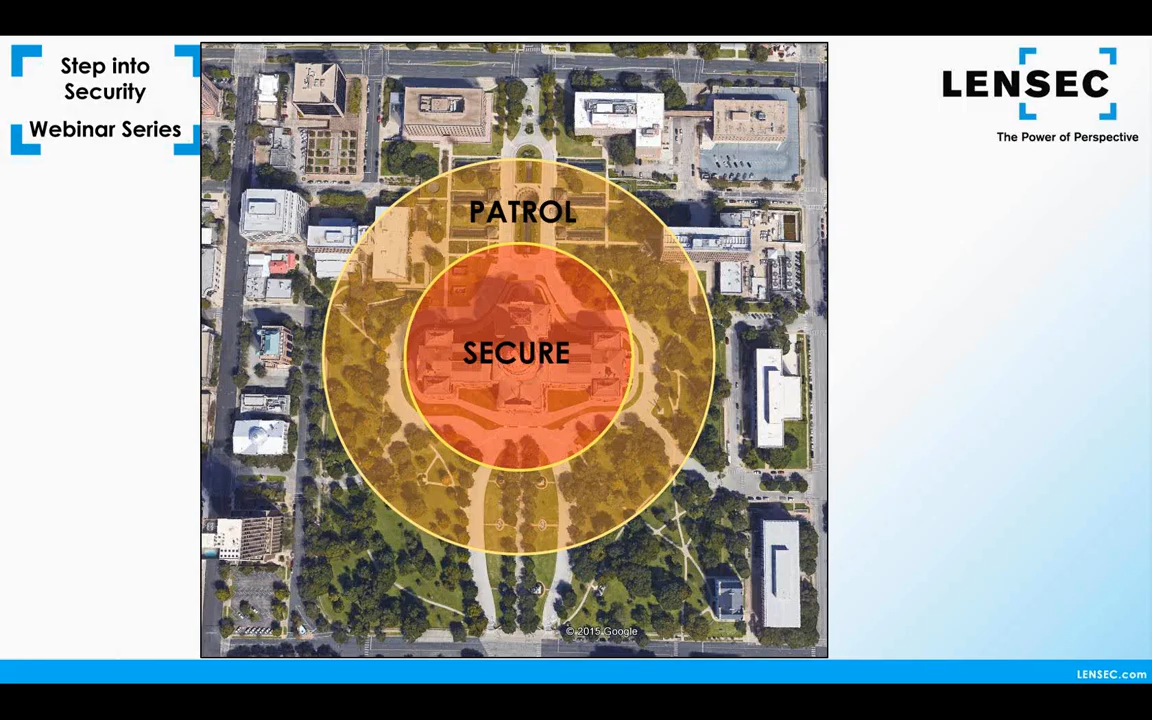 Step into
Security
Webinar Series
LENSEC
The Power of Perspective
PATROL
SECURE
© 2015 Google
LENSEC.com